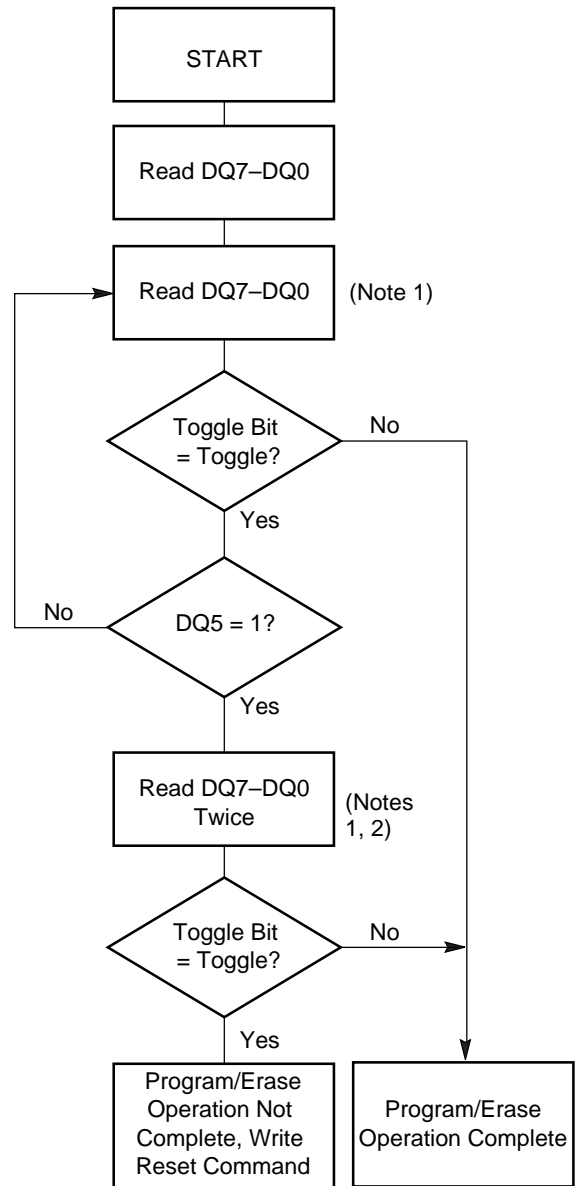 START
Read DQ7–DQ0
Read DQ7–DQ0
(Note 1)
Toggle Bit
= Toggle?
No
Yes
DQ5 = 1?
No
Yes
Read DQ7–DQ0
Twice
(Notes
1, 2)
Toggle Bit
= Toggle?
No
Yes
Program/Erase
Operation Not
Complete, Write
Reset Command
Program/Erase
Operation Complete